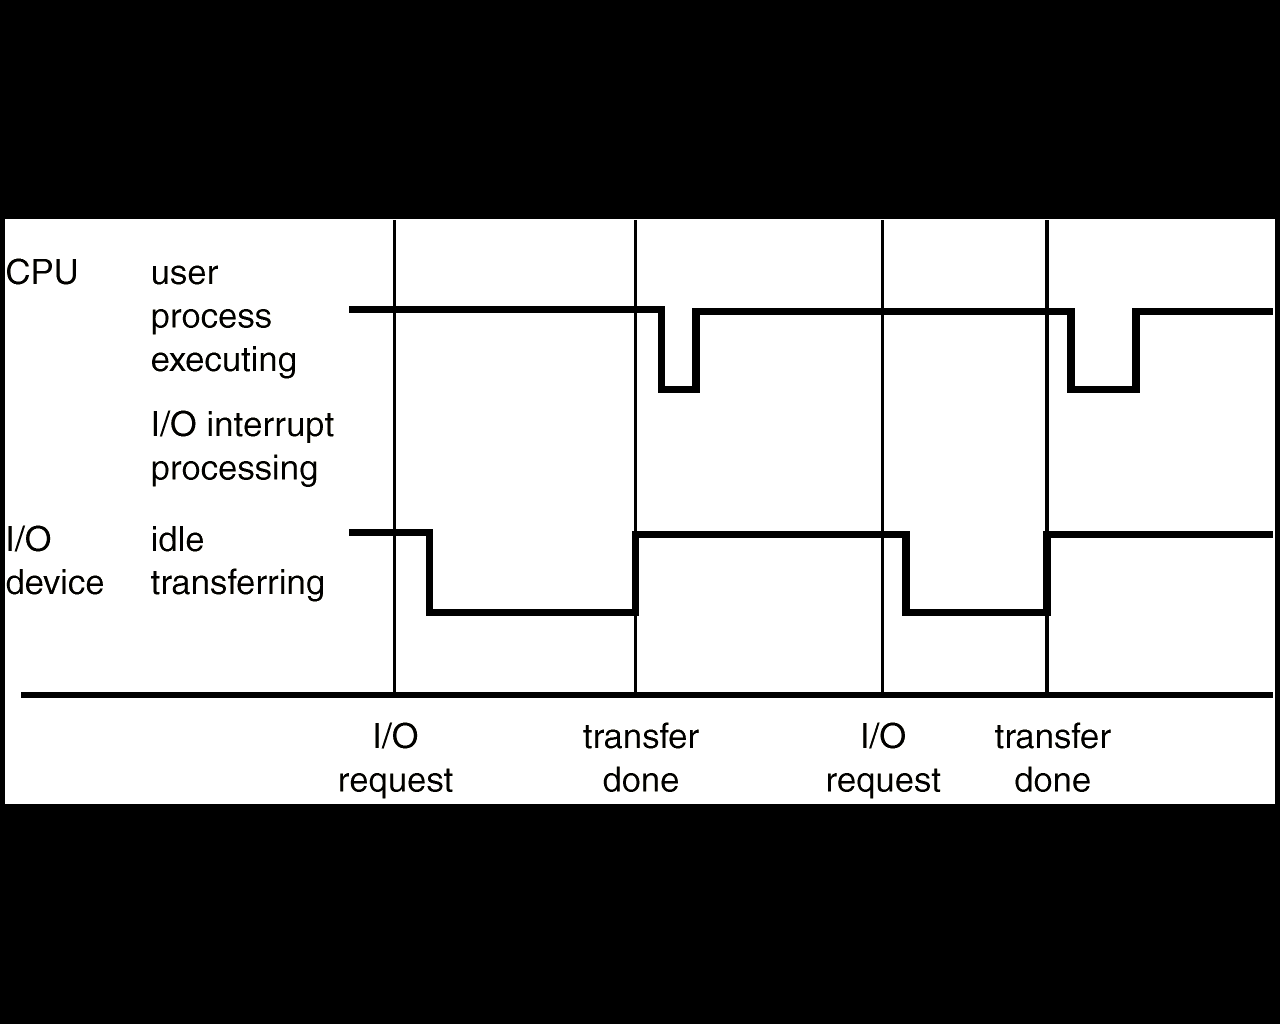 CPU user
process
executing
I/O interrupt
processing
I/O idle
device transferring
I/O transfer I/O transfer
request done request done